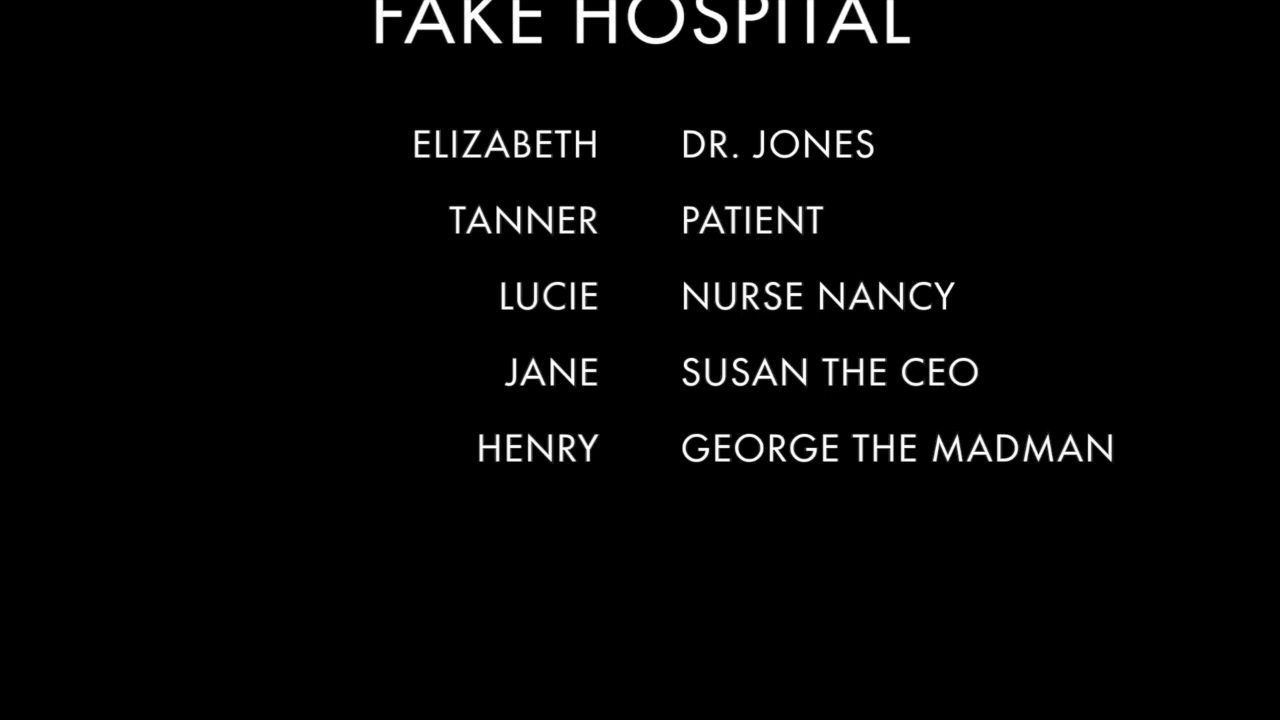 FAKE HOSPITAL
ELIZABETH DR. JONES
TANNER PATIENT
LUCIE NURSE NANCY
JANE SUSAN THE CEO
HENRY GEORGE THE MADMAN